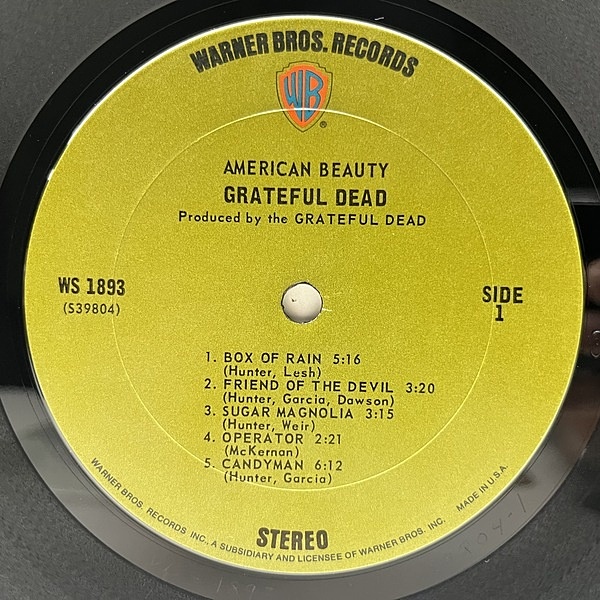 WARNER BROS. RECORDS
WB
®
AMERICAN BEAUTY
GRATEFUL DEAD
Produced by the GRATEFUL DEAD
WS 1893
(S39804)
SIDE
1
1. BOX OF RAIN 5:16
(Hunter, Lesh)
2. FRIEND OF THE DEVIL 3:20
(Hunter, Garcia, Dawson)
3. SUGAR MAGNOLIA 3:15
(Hunter, Weir)
4. OPERATOR 2:21
(McKernan)
5. CANDYMAN 6:12
(Hunter, Garcia)
STEREO
WARNER BROS. RECORDS INC., A SUBSIDIARY AND LICENSEE OF WARNER BROS. INC. MADE IN U.S.A.